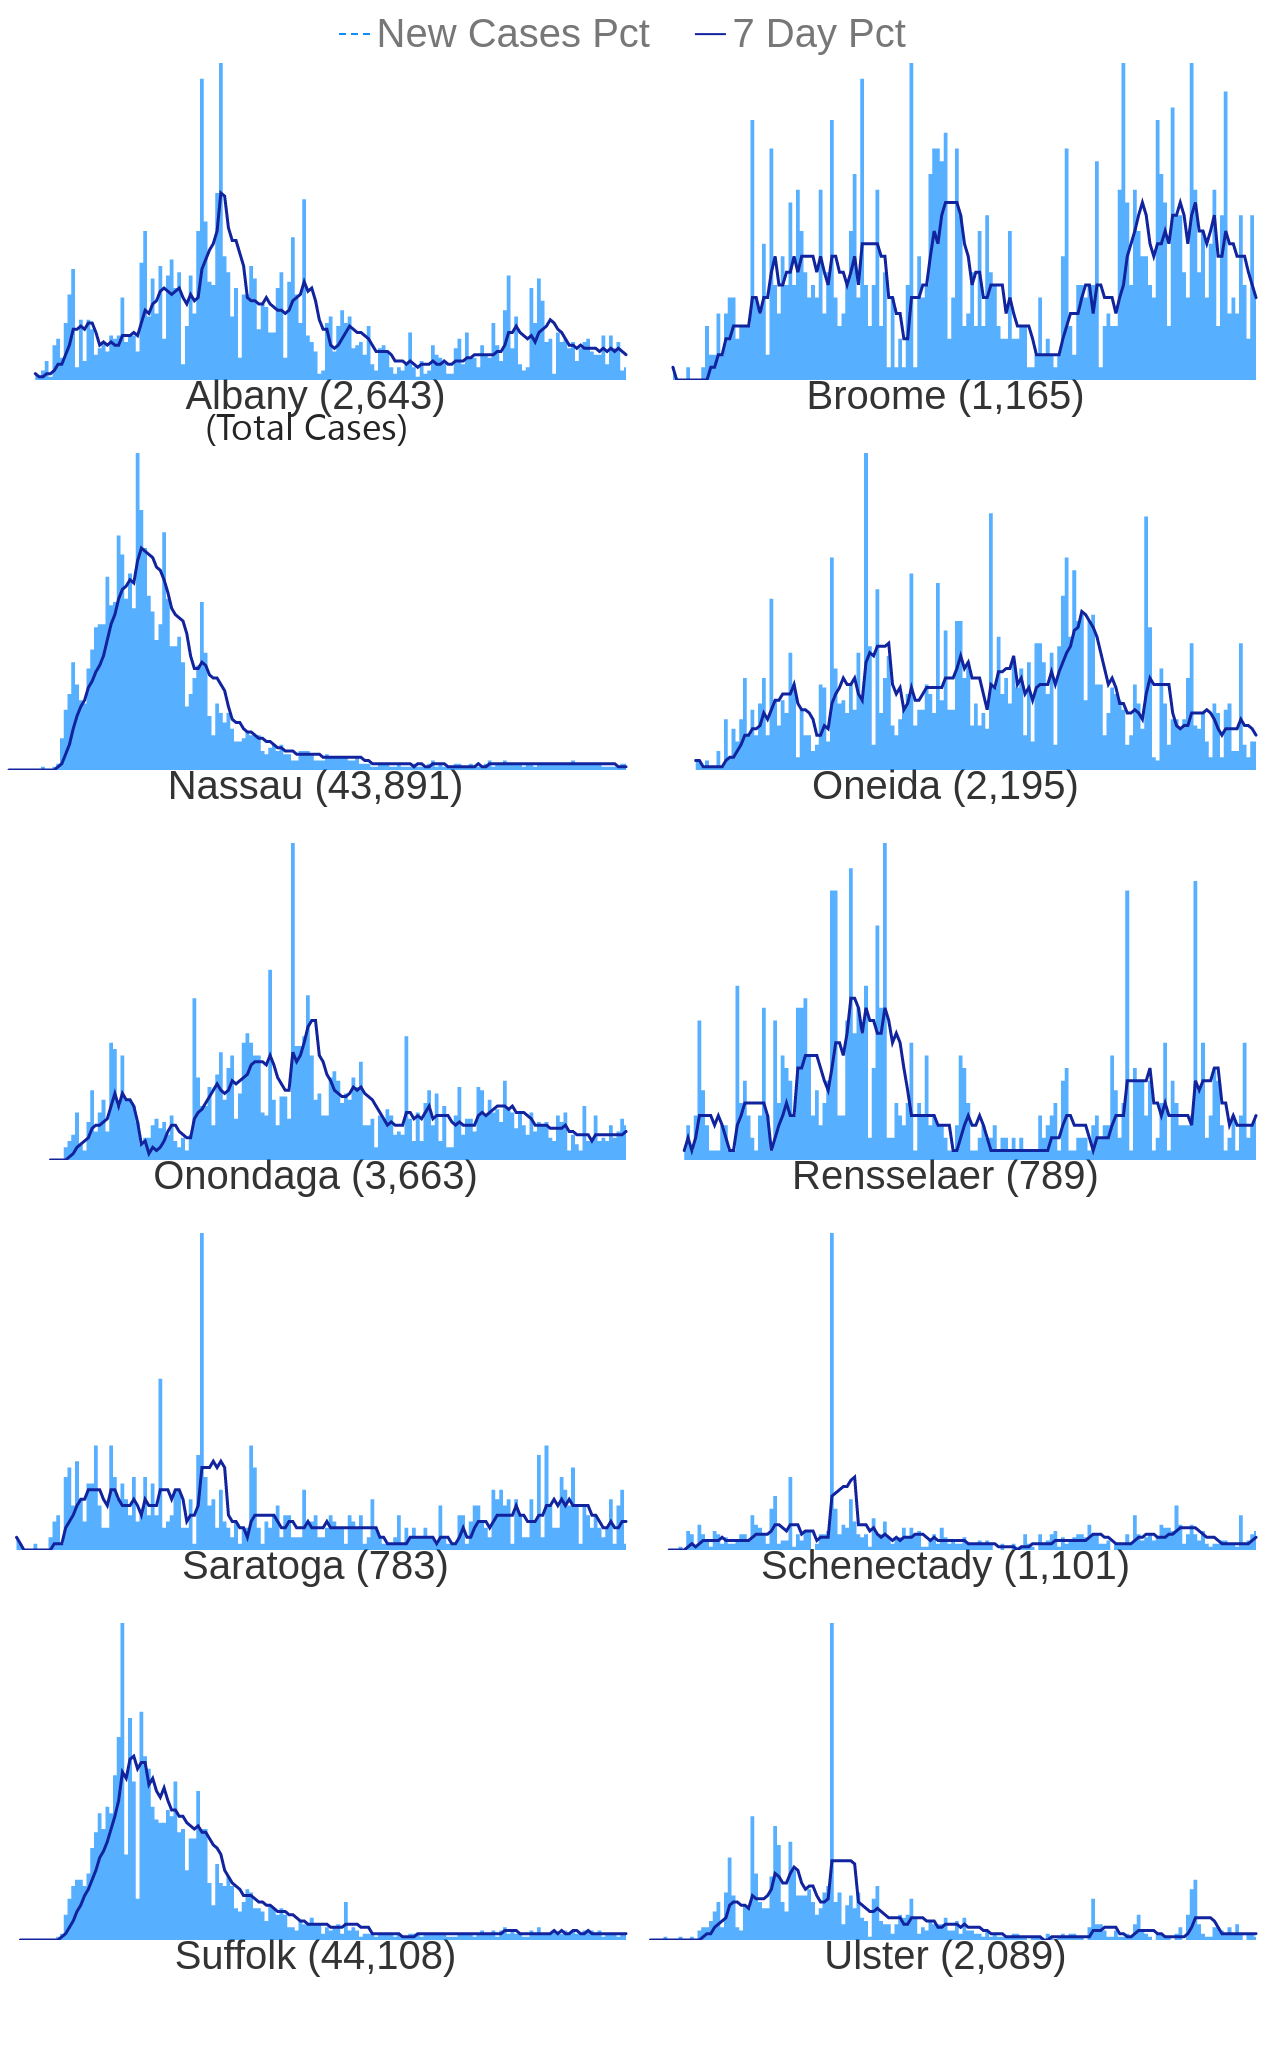 New Cases Pct 7 Day Pct
Albany (2,643) Broome (1,165)
(Total Cases)
Nassau (43,891) Oneida (2,195)
Onondaga (3,663) Rensselaer (789)
Saratoga (783) Schenectady (1,101)
Suffolk (44,108) Ulster (2,089)